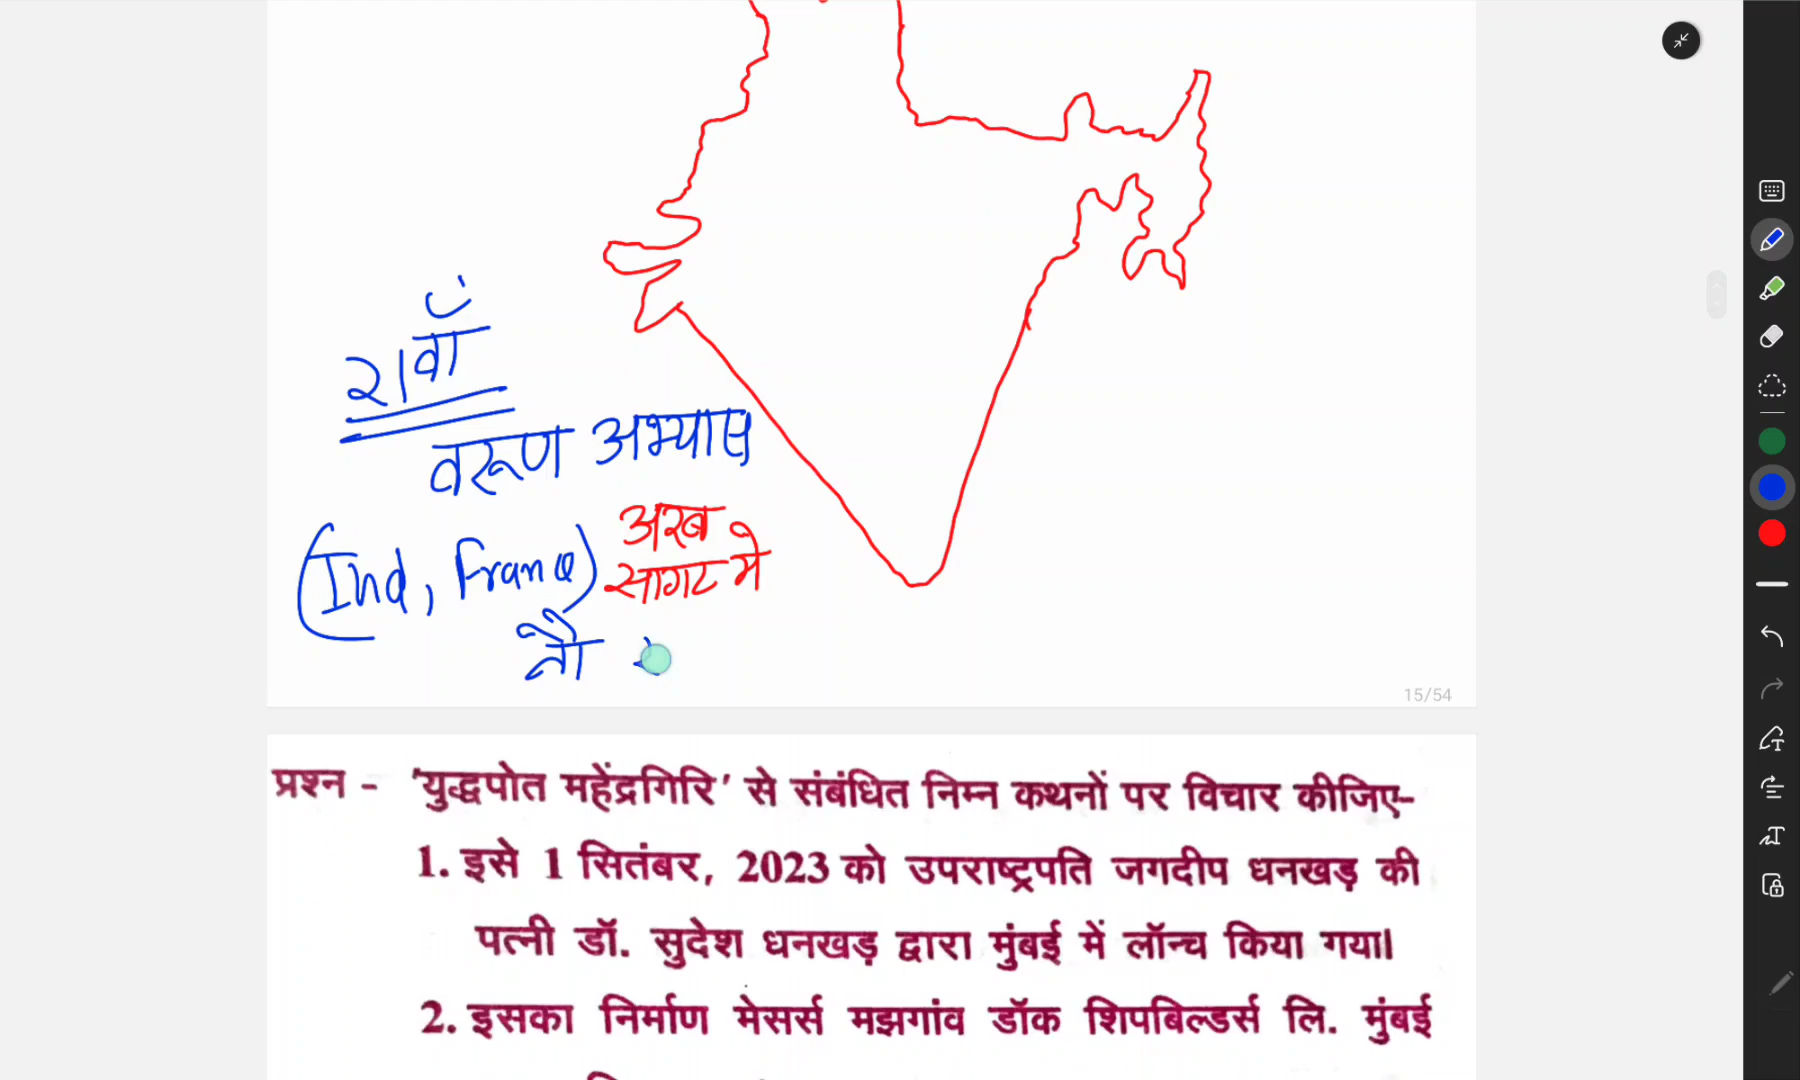 21वाँ
वरूण अभ्यास
(Ind, France)
अरब
सागर में
नौ
15/54
प्रश्न - 'युद्धपोत महेंद्रगिरि' से संबंधित निम्न कथनों पर विचार कीजिए-
1. इसे 1 सितंबर, 2023 को उपराष्ट्रपति जगदीप धनखड़ की
पत्नी डॉ. सुदेश धनखड़ द्वारा मुंबई में लॉन्च किया गया।
2. इसका निर्माण मेसर्स मझगांव डॉक शिपबिल्डर्स लि. मुंबई